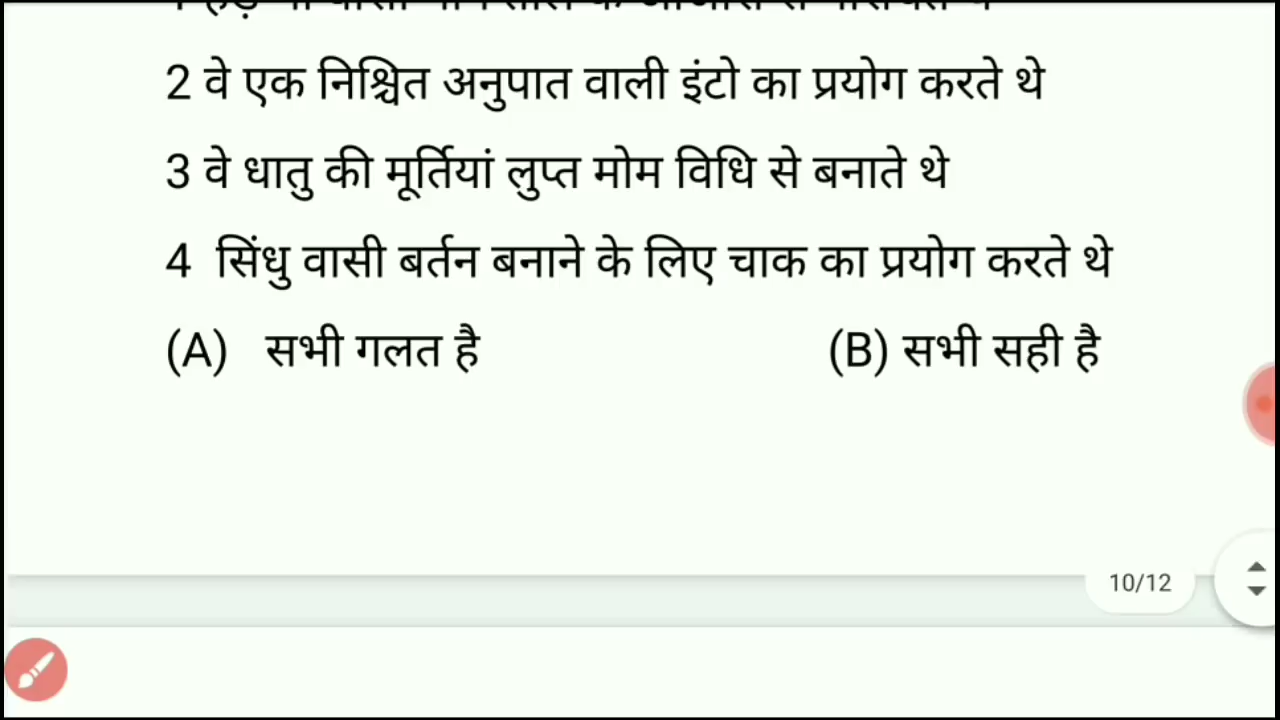 2 वे एक निश्चित अनुपात वाली इंटो का प्रयोग करते थे
3 वे धातु की मूर्तियां लुप्त मोम विधि से बनाते थे
4 सिंधु वासी बर्तन बनाने के लिए चाक का प्रयोग करते थे
(A) सभी गलत है (B) सभी सही है
10/12